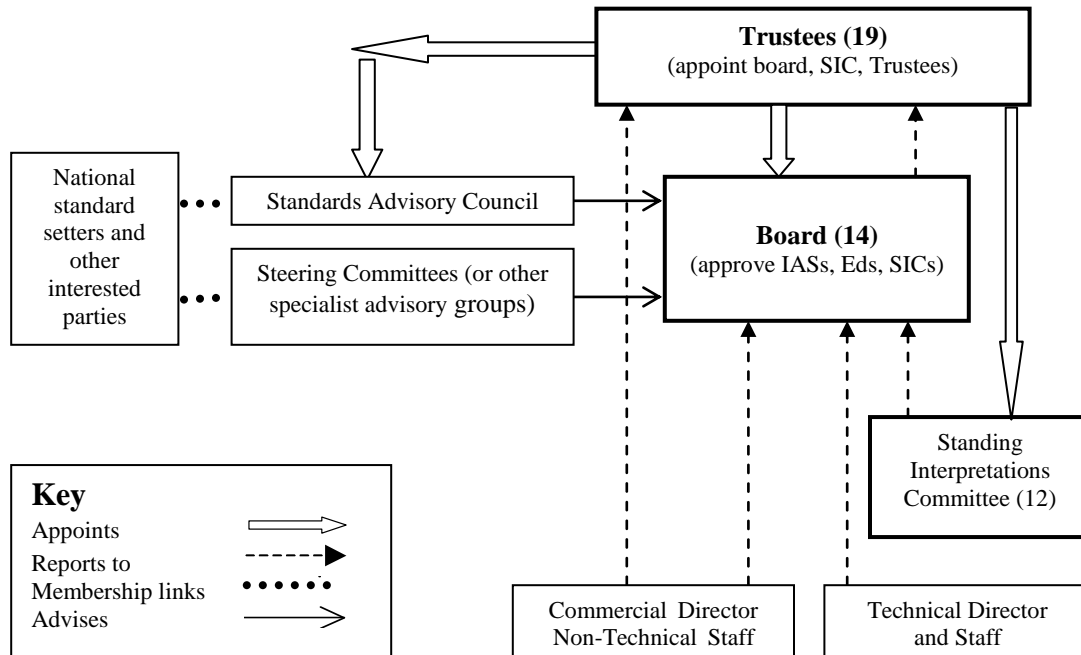 Trustees (19)
(appoint board, SIC, Trustees)
National
standard
setters and
other
interested
parties
Standards Advisory Council
Steering Committees (or other
specialist advisory groups)
Board (14)
(approve IASs, Eds, SICs)
Standing
Interpretations
Committee (12)
Key
Appoints
Reports to
Membership links
Advises
Commercial Director
Non-Technical Staff
Technical Director
and Staff